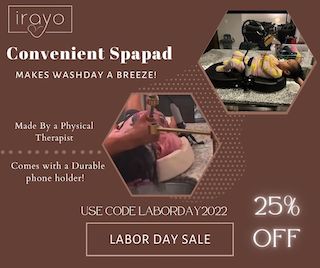 irayo
Convenient Spapad
MAKES WASHDAY A BREEZE!
Made By a Physical
Therapist
Comes with a Durable
phone holder!
USE CODE LABORDAY2022
LABOR DAY SALE
25%
OFF